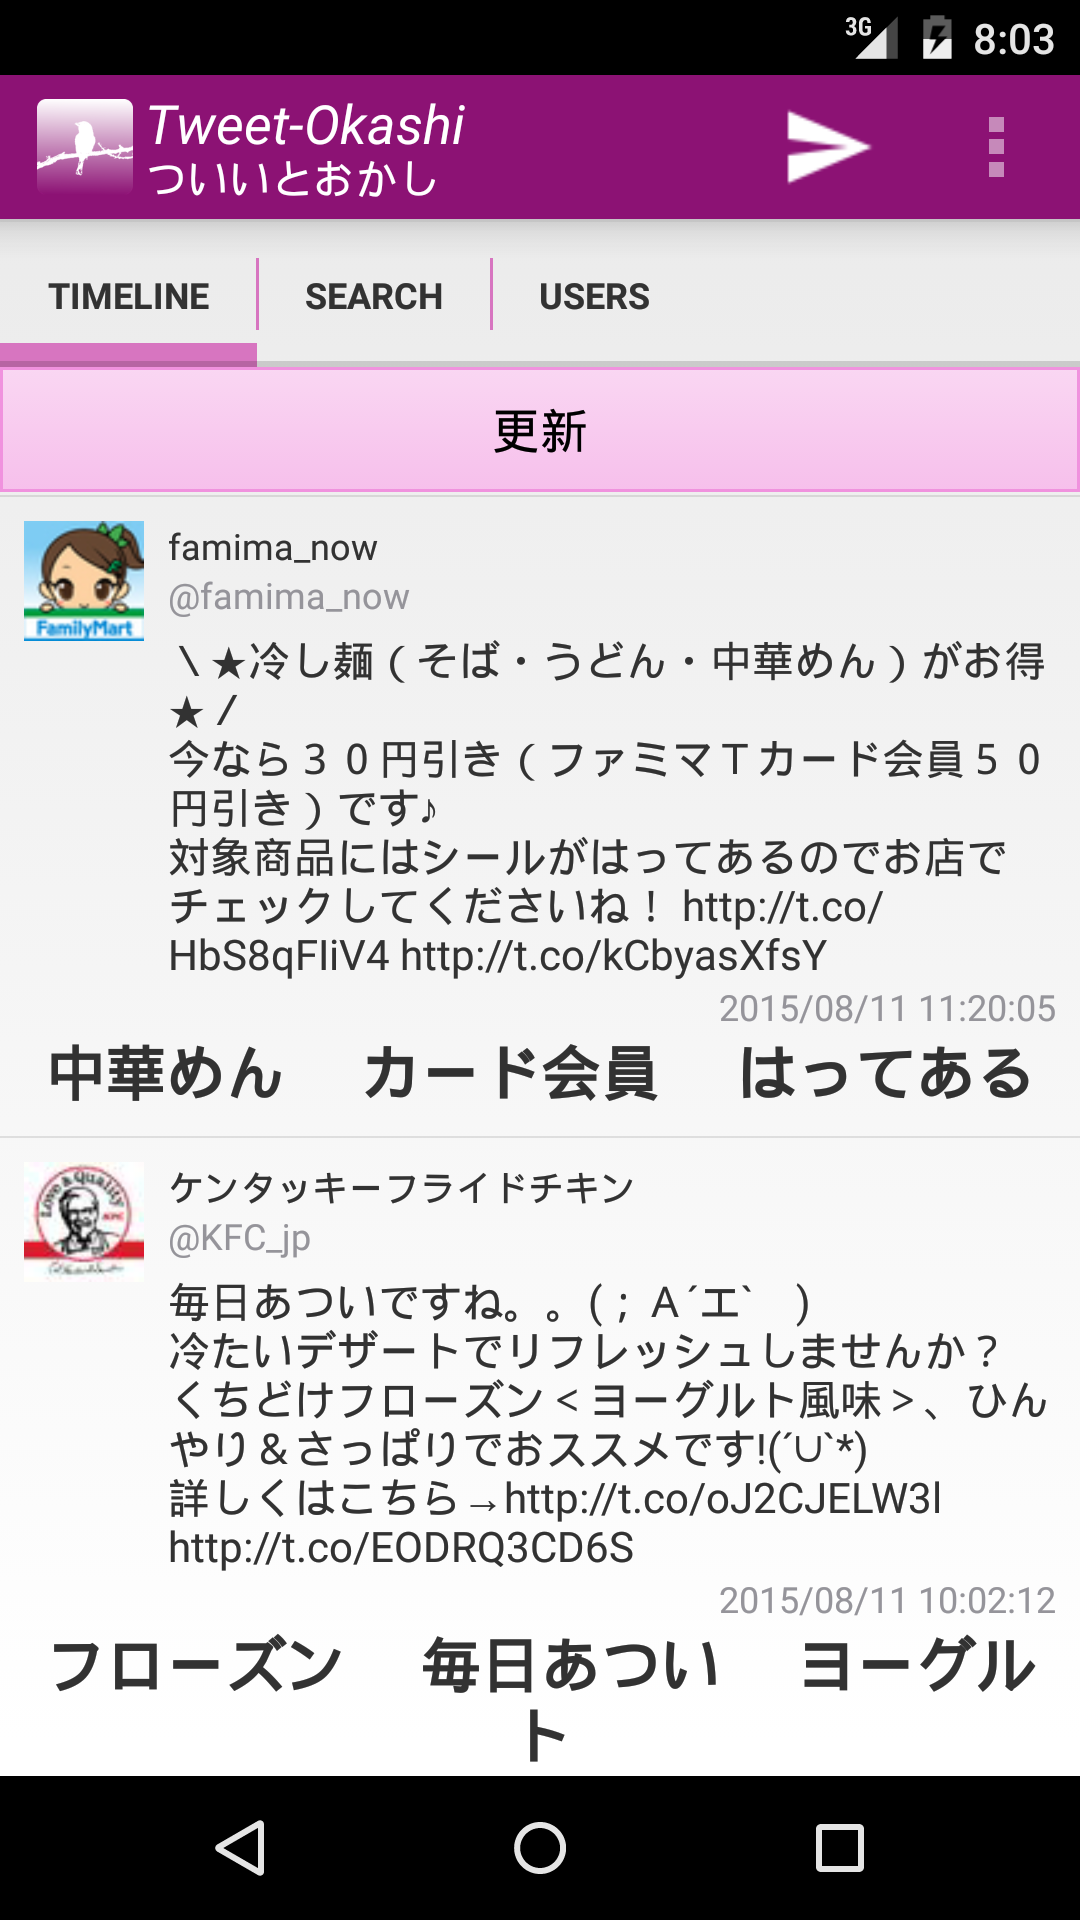 3G 8:03
Tweet-Okashi
ついいとおかし
TIMELINE SEARCH USERS
更新
FamilyMart
famima_now
@famima_now
＼★冷し麺（そば・うどん・中華めん）がお得
★／
今なら３０円引き（ファミマＴカード会員５０
円引き）です♪
対象商品にはシールがはってあるのでお店で
チェックしてくださいね！ http://t.co/
HbS8qFIiV4 http://t.co/kCbyasXfsY
2015/08/11 11:20:05
中華めん　カード会員　はってある
Love & Quality
KFC
ケンタッキーフライドチキン
@KFC_jp
毎日あついですね。。(；Ａ´エ｀　)
冷たいデザートでリフレッシュしませんか？
くちどけフローズン＜ヨーグルト風味＞、ひん
やり＆さっぱりでおススメです!(´∪`*)
詳しくはこちら→http://t.co/oJ2CJELW3l
http://t.co/EODRQ3CD6S
2015/08/11 10:02:12
フローズン　毎日あつい　ヨーグル
ト